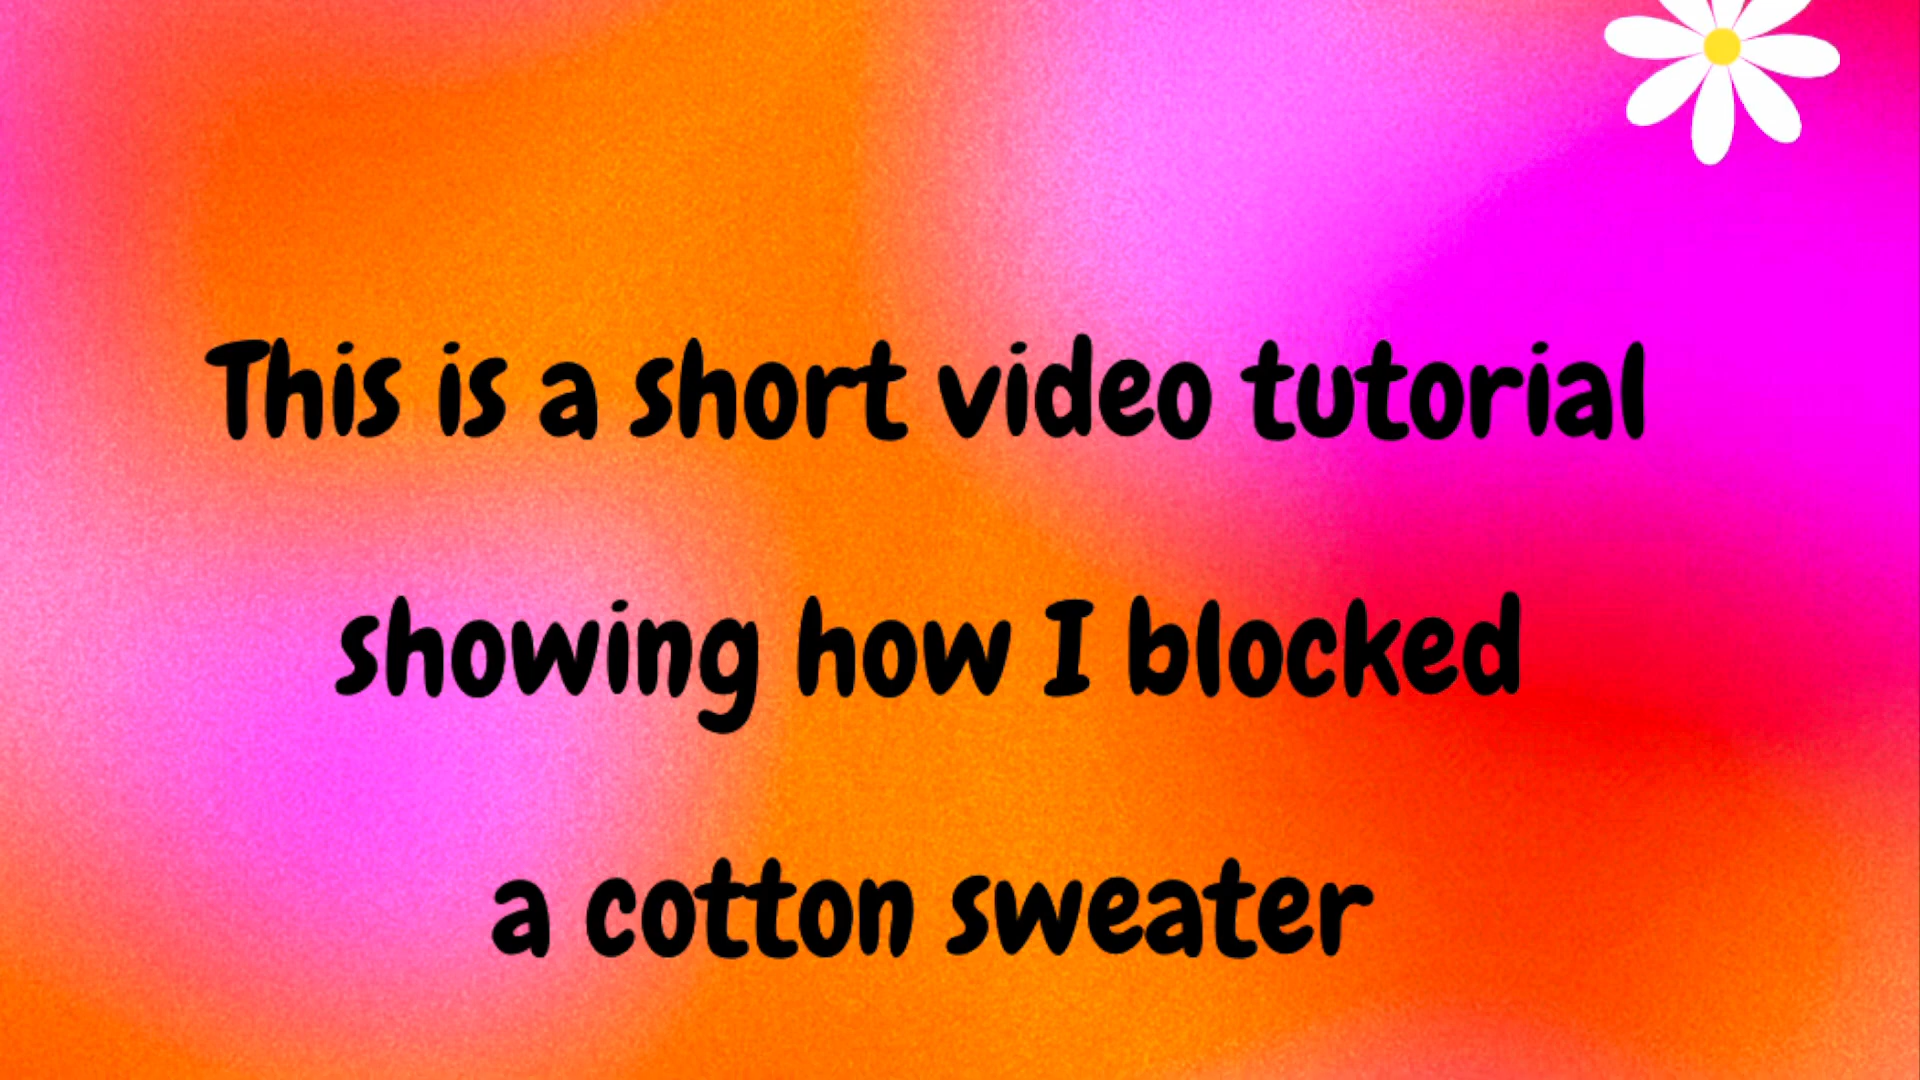 This is a short video tutorial
showing how I blocked
a cotton sweater